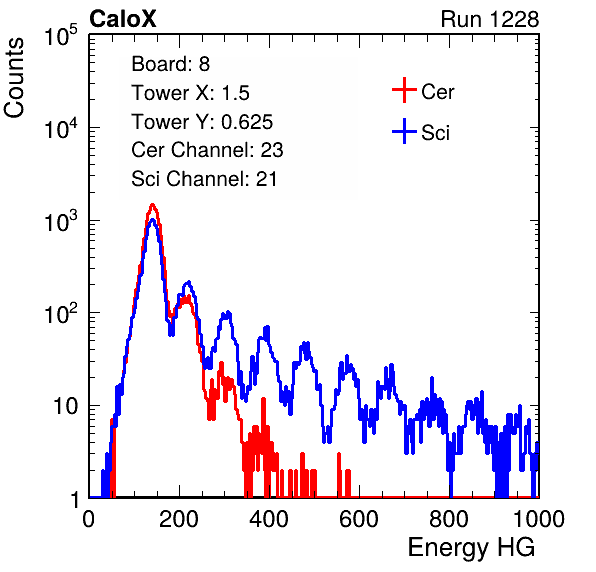 CaloX Run 1228
Counts
Board: 8
Tower X: 1.5
Tower Y: 0.625
Cer Channel: 23
Sci Channel: 21
Cer
Sci
10^5
10^4
10^3
10^2
10
1
0 200 400 600 800 1000
Energy HG